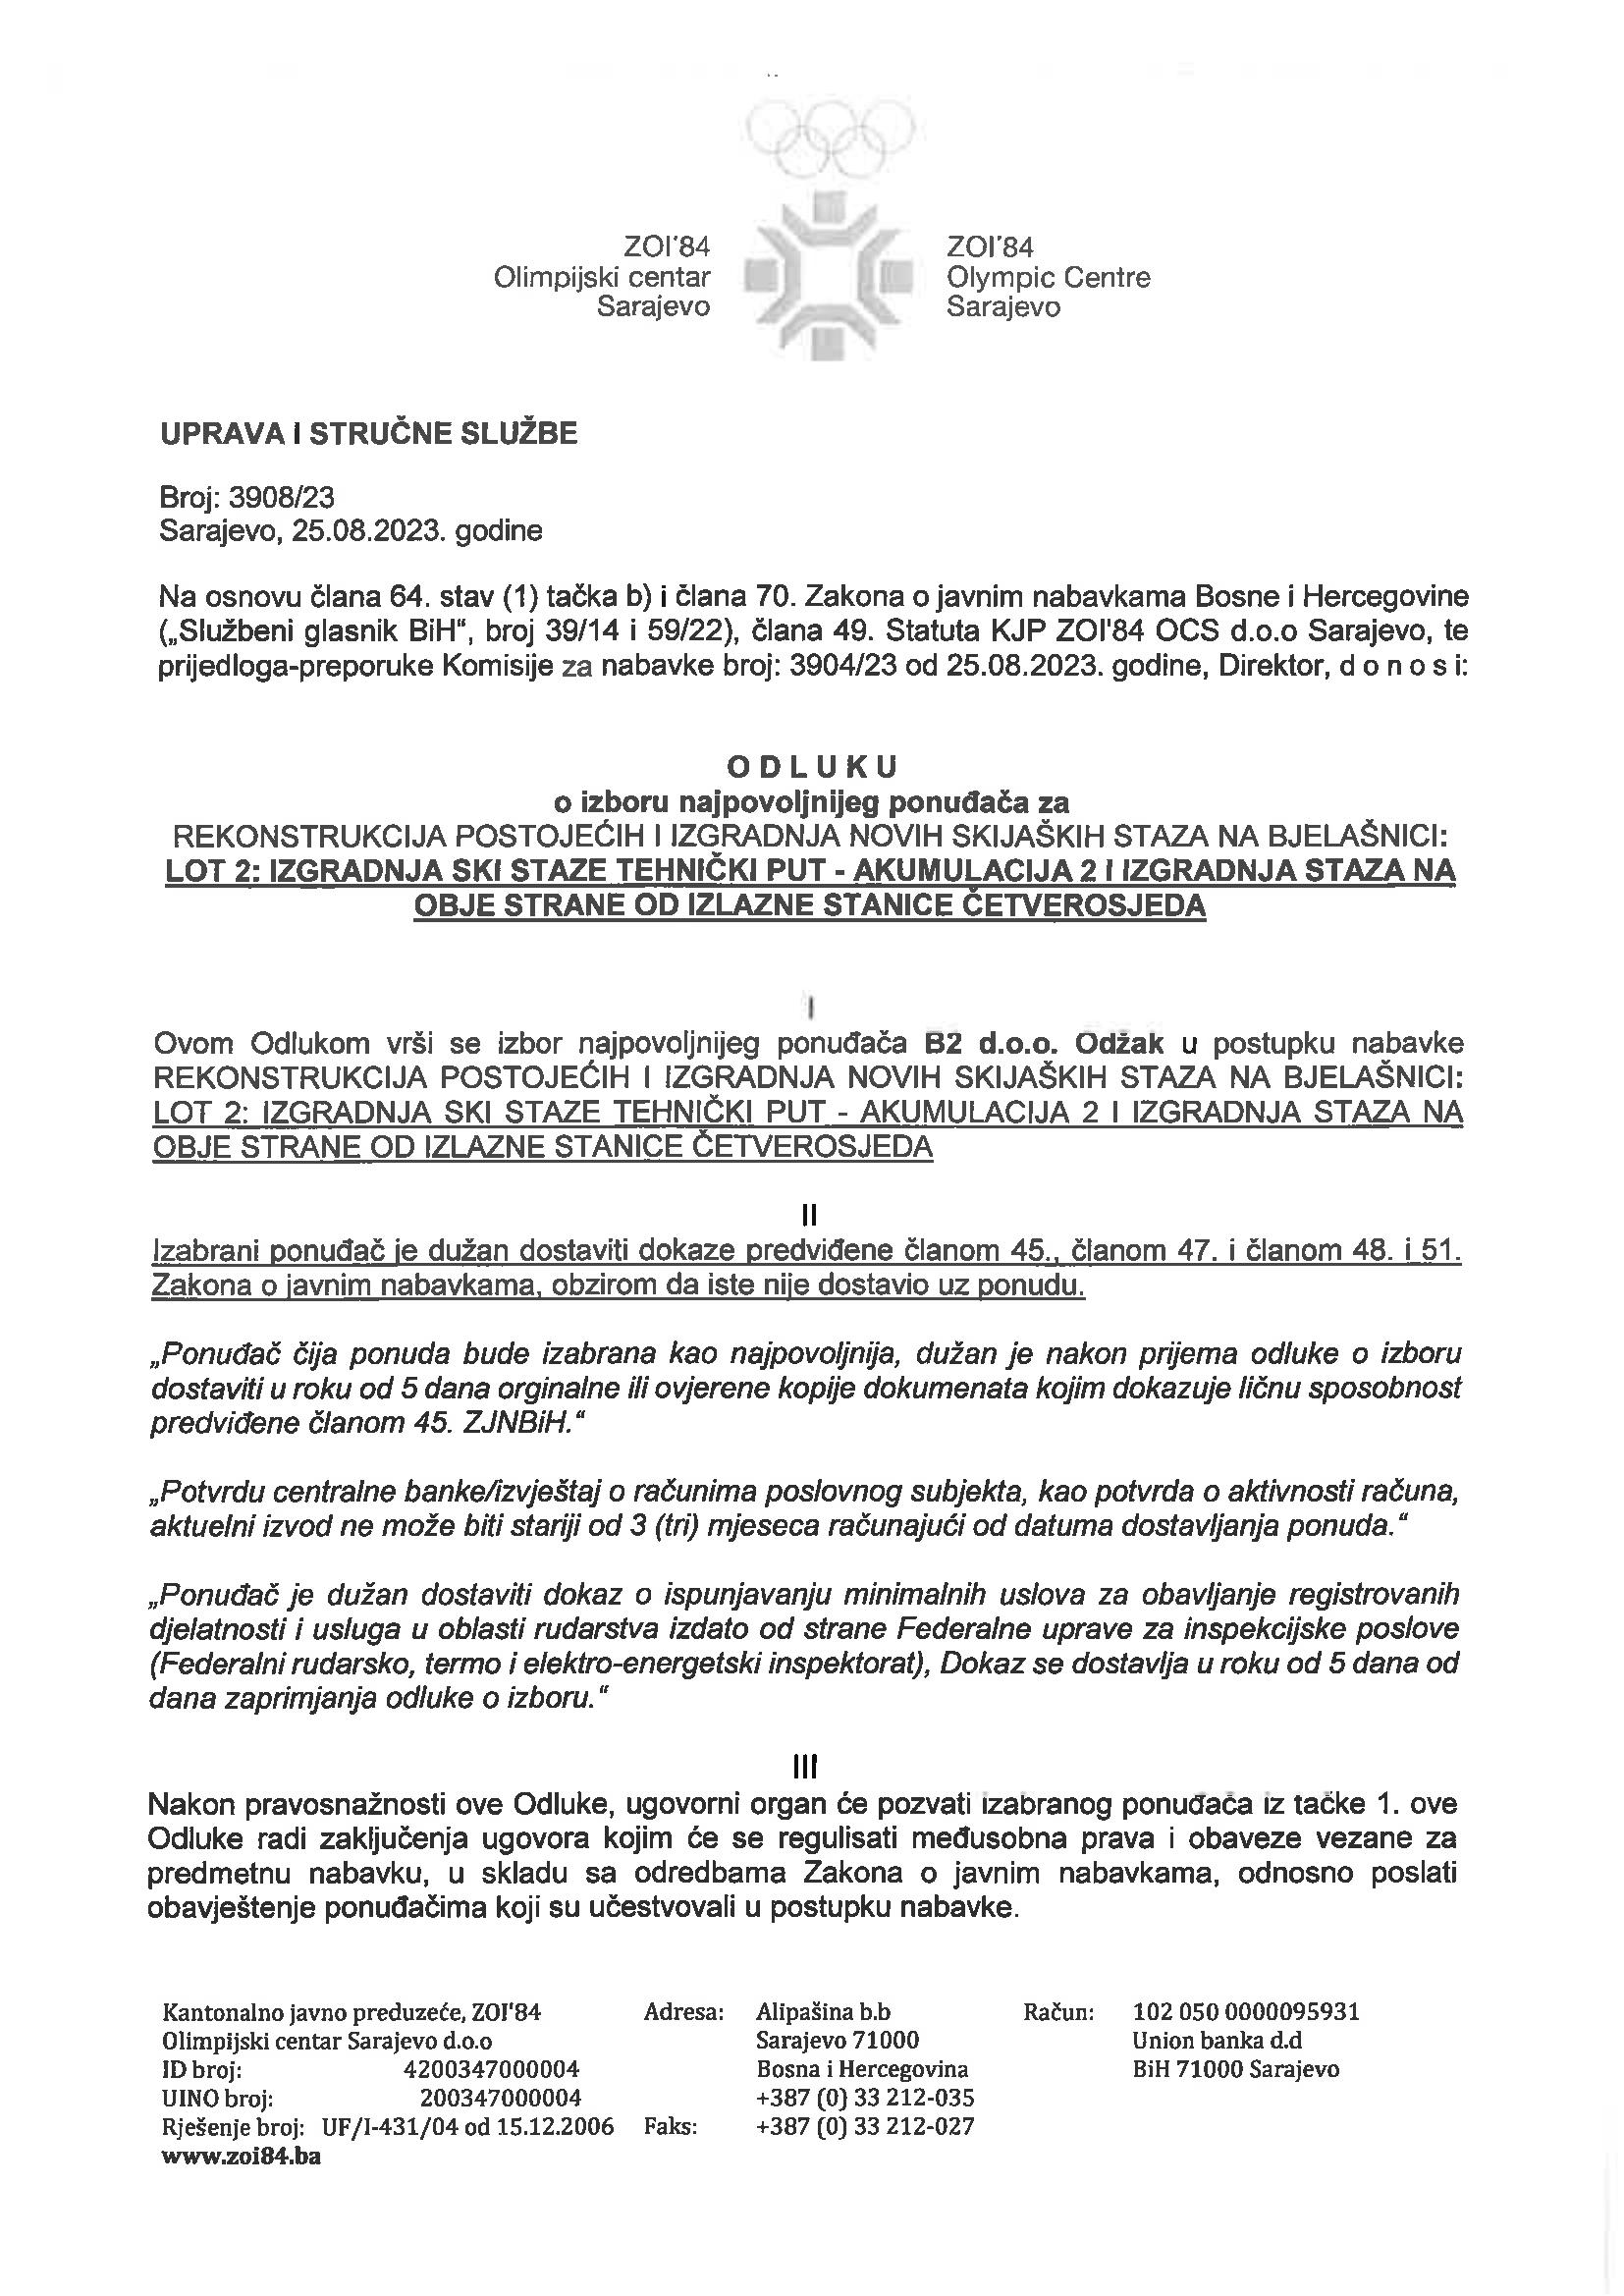 ZOI'84
Olimpijski centar
Sarajevo
ZOI'84
Olympic Centre
Sarajevo
UPRAVA I STRUČNE SLUŽBE
Broj: 3908/23
Sarajevo, 25.08.2023. godine
Na osnovu člana 64. stav (1) tačka b) i člana 70. Zakona o javnim nabavkama Bosne i Hercegovine
(„Službeni glasnik BiH“, broj 39/14 i 59/22), člana 49. Statuta KJP ZOI'84 OCS d.o.o Sarajevo, te
prijedloga-preporuke Komisije za nabavke broj: 3904/23 od 25.08.2023. godine, Direktor, d o n o s i:
O D L U K U
o izboru najpovoljnijeg ponuđača za
REKONSTRUKCIJA POSTOJEĆIH I IZGRADNJA NOVIH SKIJAŠKIH STAZA NA BJELAŠNICI:
LOT 2: IZGRADNJA SKI STAZE TEHNIČKI PUT - AKUMULACIJA 2 I IZGRADNJA STAZA NA
OBJE STRANE OD IZLAZNE STANICE ČETVEROSJEDA
I
Ovom Odlukom vrši se izbor najpovoljnijeg ponuđača B2 d.o.o. Odžak u postupku nabavke
REKONSTRUKCIJA POSTOJEĆIH I IZGRADNJA NOVIH SKIJAŠKIH STAZA NA BJELAŠNICI:
LOT 2: IZGRADNJA SKI STAZE TEHNIČKI PUT - AKUMULACIJA 2 I IZGRADNJA STAZA NA
OBJE STRANE OD IZLAZNE STANICE ČETVEROSJEDA
II
Izabrani ponuđač je dužan dostaviti dokaze predviđene članom 45., članom 47. i članom 48. i 51.
Zakona o javnim nabavkama, obzirom da iste nije dostavio uz ponudu.
„Ponuđač čija ponuda bude izabrana kao najpovoljnija, dužan je nakon prijema odluke o izboru
dostaviti u roku od 5 dana orginalne ili ovjerene kopije dokumenata kojim dokazuje ličnu sposobnost
predviđene članom 45. ZJNBiH.“
„Potvrdu centralne banke/izvještaj o računima poslovnog subjekta, kao potvrda o aktivnosti računa,
aktuelni izvod ne može biti stariji od 3 (tri) mjeseca računajući od datuma dostavljanja ponuda.“
„Ponuđač je dužan dostaviti dokaz o ispunjavanju minimalnih uslova za obavljanje registrovanih
djelatnosti i usluga u oblasti rudarstva izdato od strane Federalne uprave za inspekcijske poslove
(Federalni rudarsko, termo i elektro-energetski inspektorat), Dokaz se dostavlja u roku od 5 dana od
dana zaprimjanja odluke o izboru.“
III
Nakon pravosnažnosti ove Odluke, ugovorni organ će pozvati izabranog ponuđača iz tačke 1. ove
Odluke radi zaključenja ugovora kojim će se regulisati međusobna prava i obaveze vezane za
predmetnu nabavku, u skladu sa odredbama Zakona o javnim nabavkama, odnosno poslati
obavještenje ponuđačima koji su učestvovali u postupku nabavke.
Kantonalno javno preduzeće, ZOI'84 Adresa: Alipašina b.b Račun: 102 050 0000095931
Olimpijski centar Sarajevo d.o.o Sarajevo 71000 Union banka d.d
ID broj: 4200347000004 Bosna i Hercegovina BiH 71000 Sarajevo
UINO broj: 200347000004 +387 (0) 33 212-035
Rješenje broj: UF/I-431/04 od 15.12.2006 Faks: +387 (0) 33 212-027
www.zoi84.ba